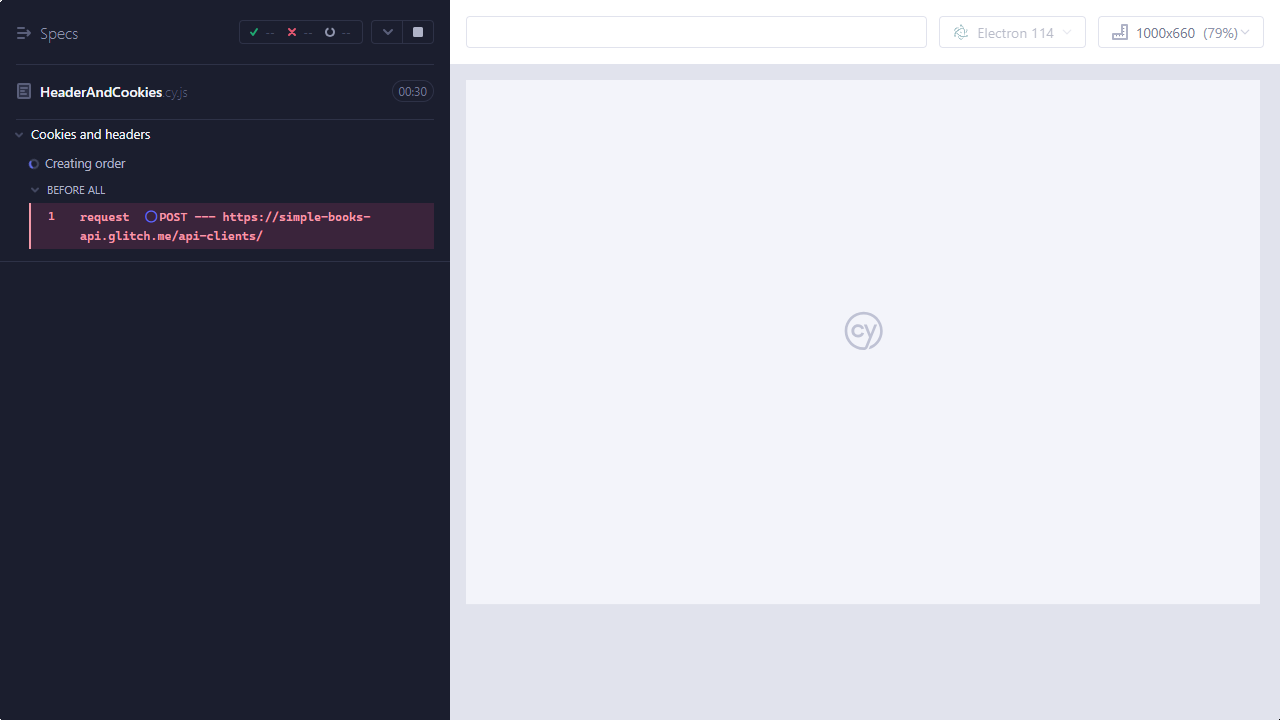 Specs
-- -- --
HeaderAndCookies.cy.js
00:30
Cookies and headers
Creating order
BEFORE ALL
1 request POST --- https://simple-books-
api.glitch.me/api-clients/
Electron 114
1000x660 (79%)
cy